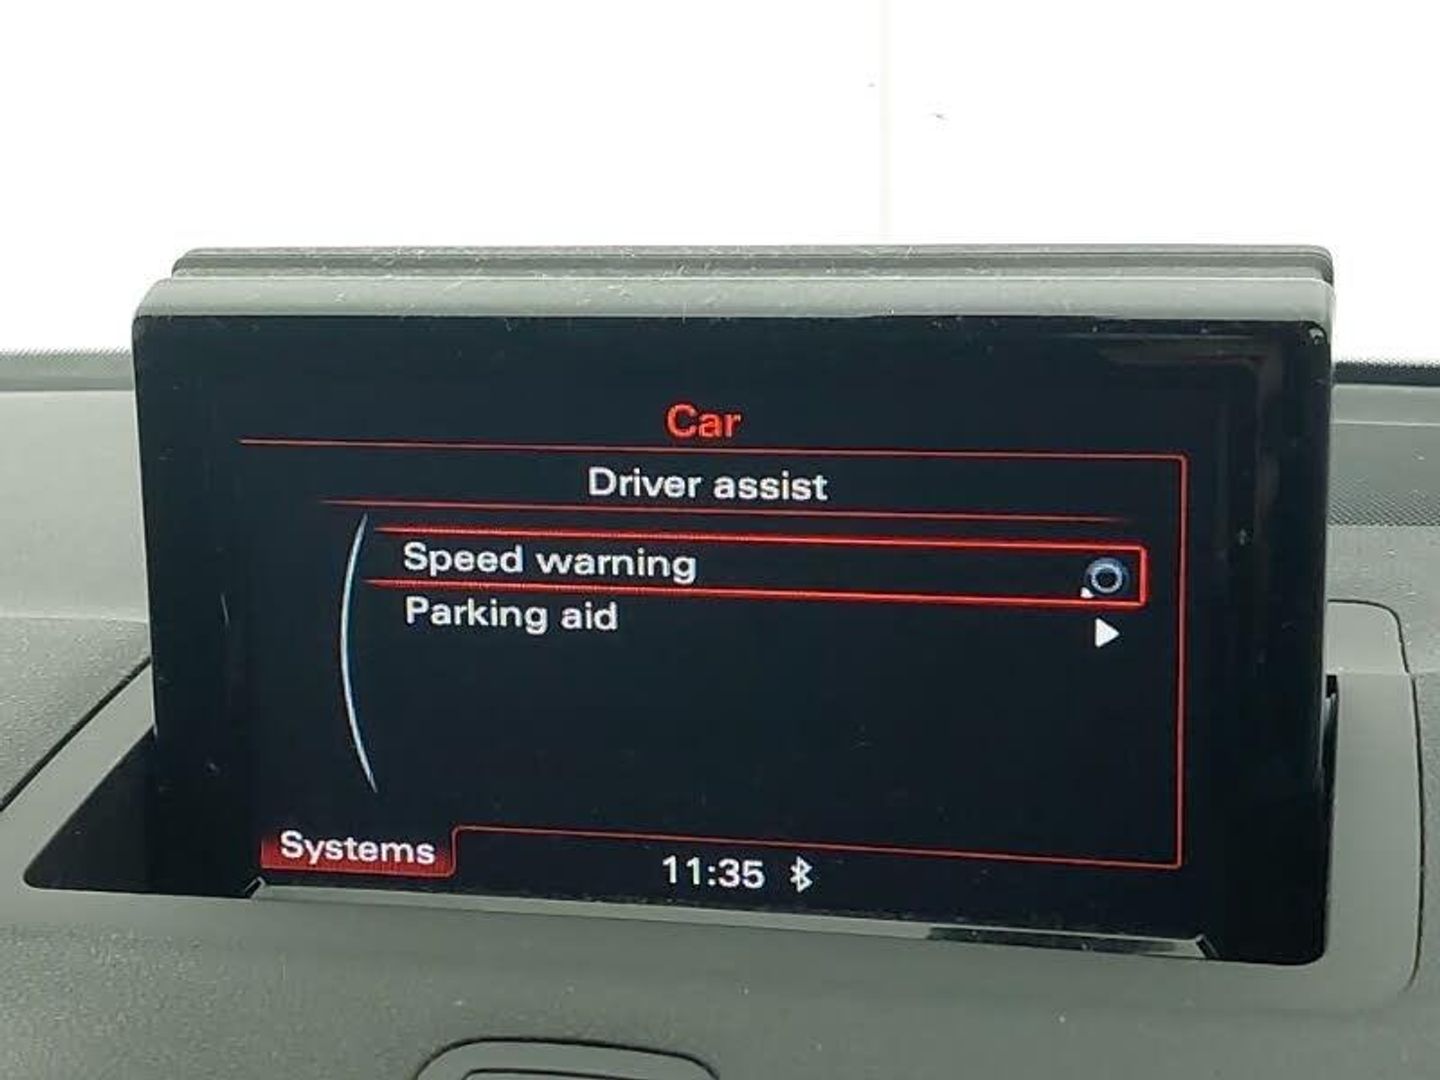 Car
Driver assist
Speed warning
Parking aid
Systems
11:35